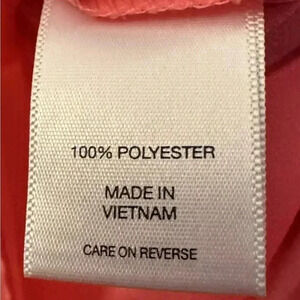 100% POLYESTER
MADE IN
VIETNAM
CARE ON REVERSE